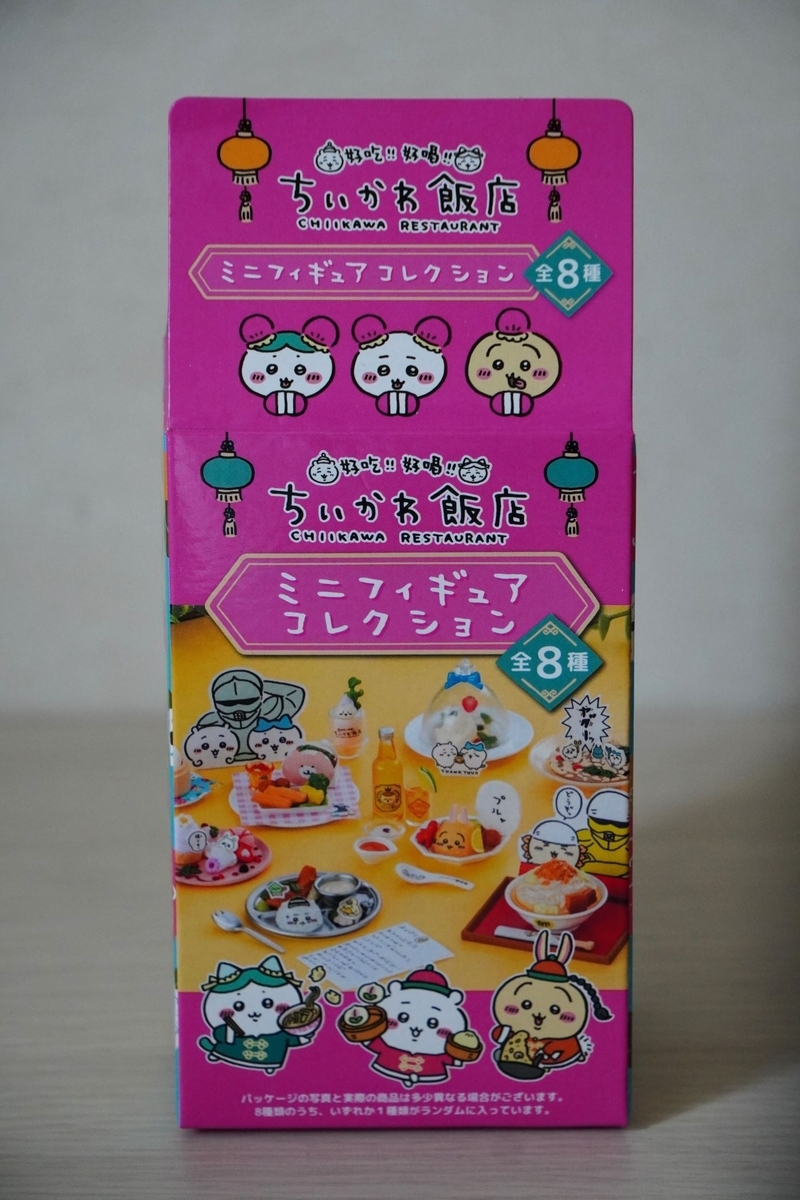 好吃!! 好喝!!
ちいかわ飯店
CHIIKAWA RESTAURANT
ミニフィギュアコレクション
全8種
好吃!! 好喝!!
ちいかわ飯店
CHIIKAWA RESTAURANT
ミニフィギュア
コレクション
全8種
THANK YOU
プルッ
パッケージの写真と実際の商品は多少異なる場合がございます。
8種類のうち、いずれか1種類がランダムに入っています。